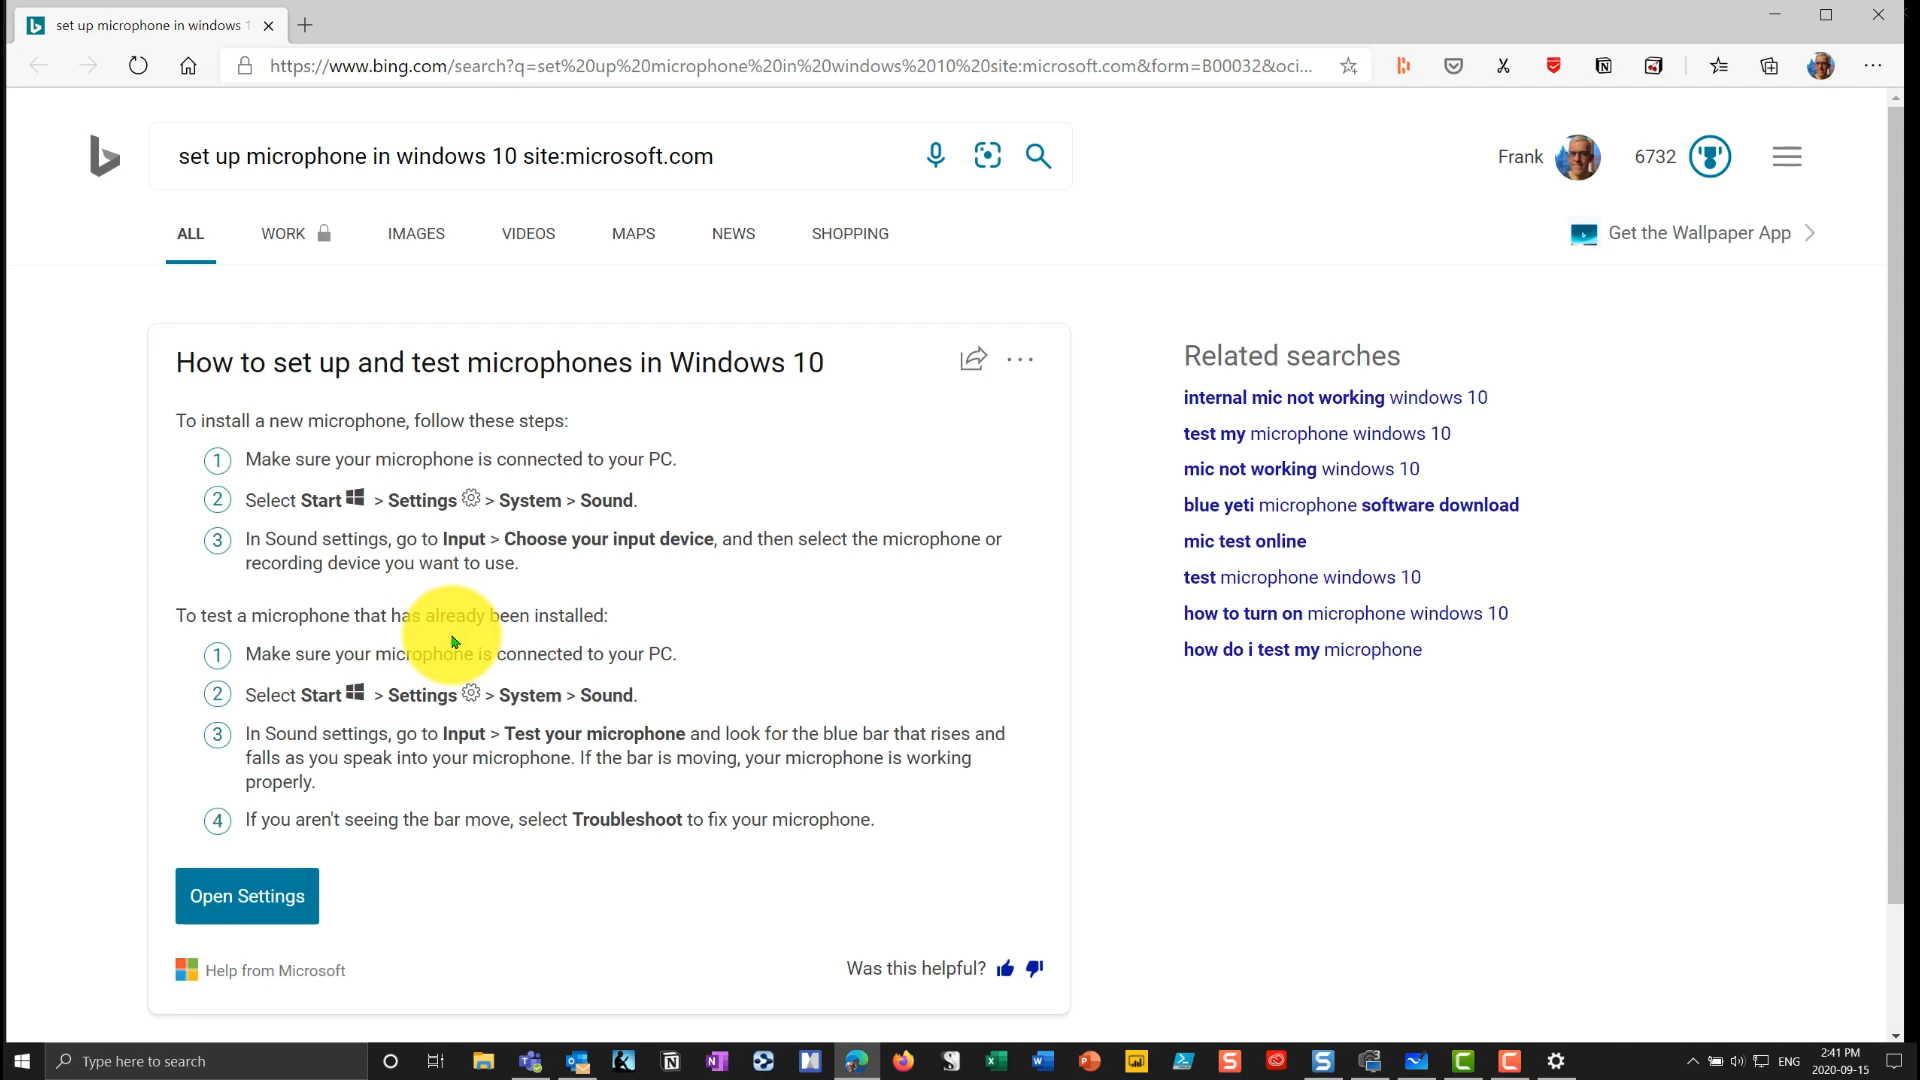 set up microphone in windows 1
https://www.bing.com/search?q=set%20up%20microphone%20in%20windows%2010%20site:microsoft.com&form=B00032&oci...
set up microphone in windows 10 site:microsoft.com
Frank
6732
ALL
WORK
IMAGES
VIDEOS
MAPS
NEWS
SHOPPING
Get the Wallpaper App
How to set up and test microphones in Windows 10
To install a new microphone, follow these steps:
1 Make sure your microphone is connected to your PC.
2 Select Start > Settings > System > Sound.
3 In Sound settings, go to Input > Choose your input device, and then select the microphone or
recording device you want to use.
To test a microphone that has already been installed:
1 Make sure your microphone is connected to your PC.
2 Select Start > Settings > System > Sound.
3 In Sound settings, go to Input > Test your microphone and look for the blue bar that rises and
falls as you speak into your microphone. If the bar is moving, your microphone is working
properly.
4 If you aren't seeing the bar move, select Troubleshoot to fix your microphone.
Open Settings
Help from Microsoft
Was this helpful?
Related searches
internal mic not working windows 10
test my microphone windows 10
mic not working windows 10
blue yeti microphone software download
mic test online
test microphone windows 10
how to turn on microphone windows 10
how do i test my microphone
Type here to search
ENG
2:41 PM
2020-09-15